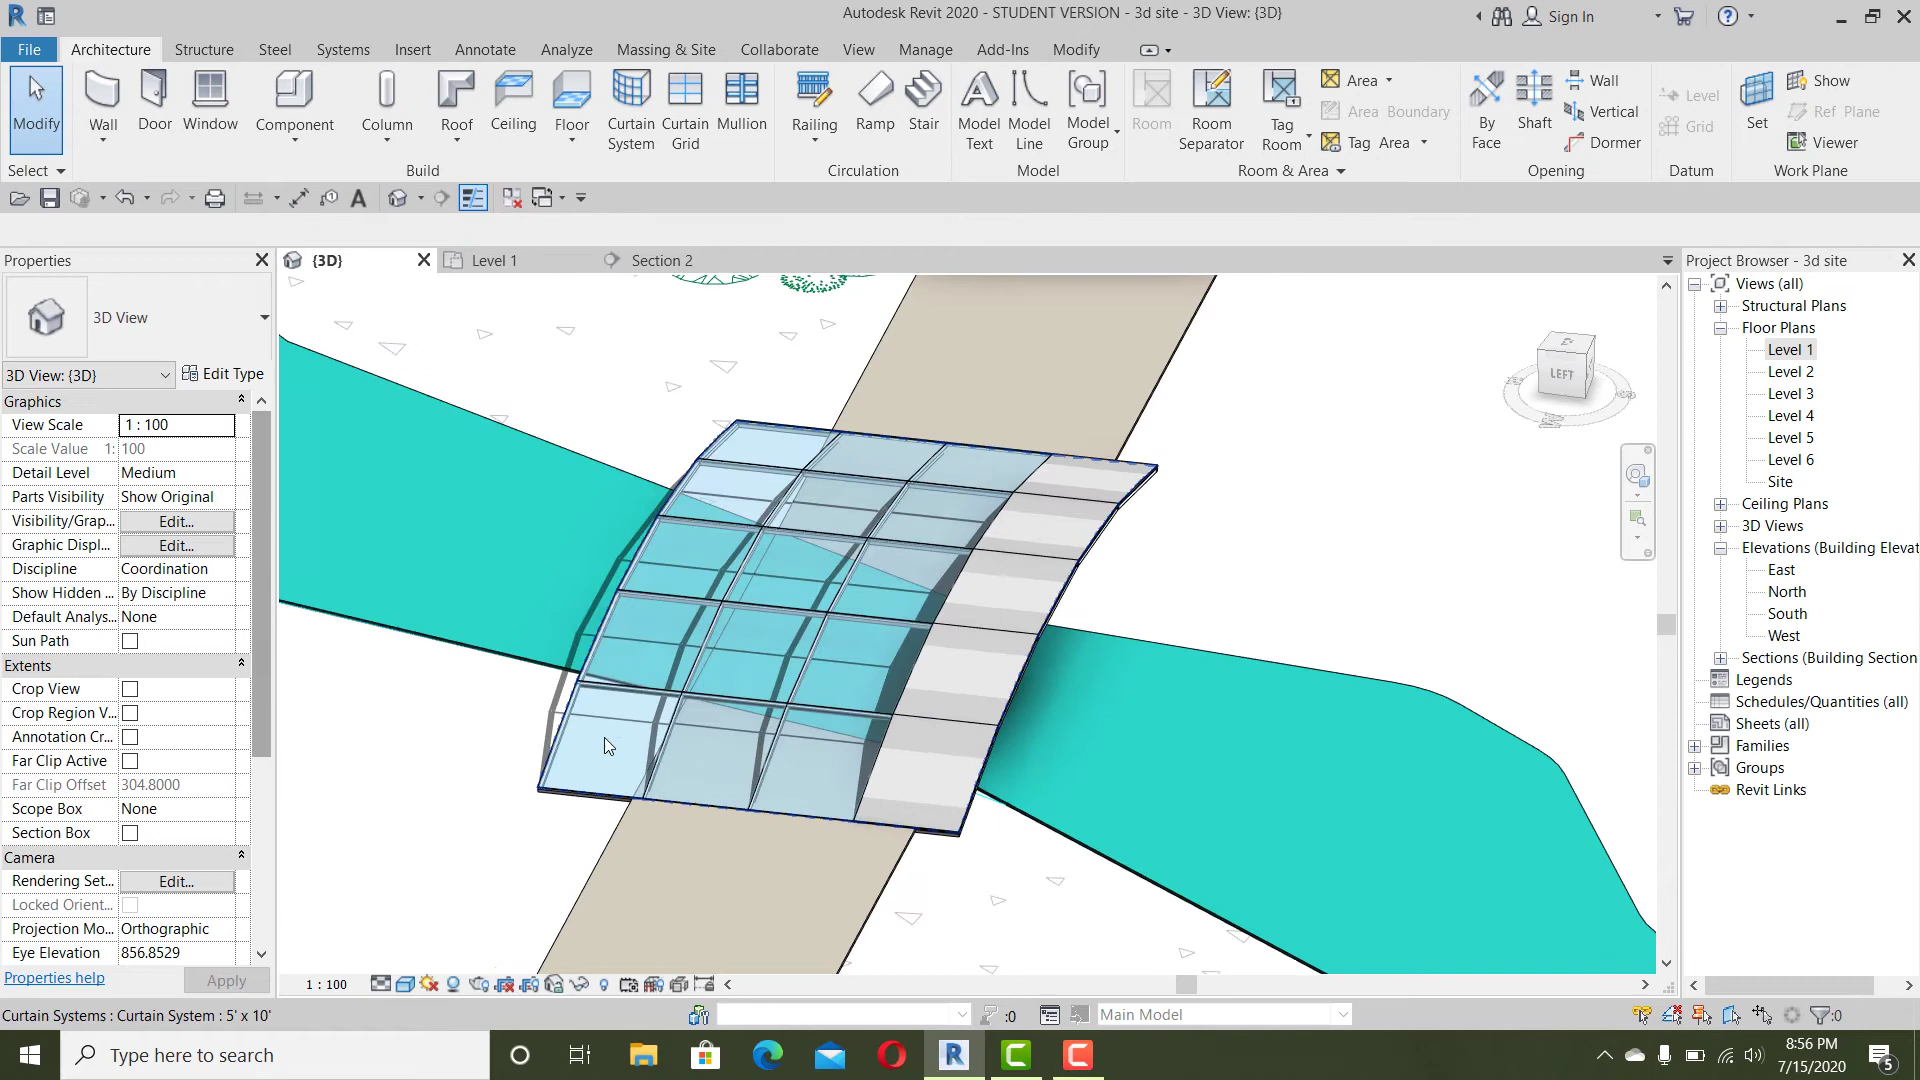 Autodesk Revit 2020 - STUDENT VERSION - 3d site - 3D View: {3D}
Sign In
File Architecture Structure Steel Systems Insert Annotate Analyze Massing & Site Collaborate View Manage Add-Ins Modify
Modify Wall Door Window Component Column Roof Ceiling Floor Curtain System Curtain Grid Mullion Railing Ramp Stair Model Text Model Line Model Group Room Room Separator Tag Room By Face Shaft Set
Area Wall Level Show
Area Boundary Vertical Grid Ref Plane
Tag Area Dormer Viewer
Select Build Circulation Model Room & Area Opening Datum Work Plane
Properties
{3D} Level 1 Section 2
Project Browser - 3d site
3D View
3D View: {3D} Edit Type
Graphics
View Scale 1 : 100
Scale Value 1: 100
Detail Level Medium
Parts Visibility Show Original
Visibility/Grap... Edit...
Graphic Displ... Edit...
Discipline Coordination
Show Hidden ... By Discipline
Default Analys... None
Sun Path
Extents
Crop View
Crop Region V...
Annotation Cr...
Far Clip Active
Far Clip Offset 304.8000
Scope Box None
Section Box
Camera
Rendering Set... Edit...
Locked Orient...
Projection Mo... Orthographic
Eye Elevation 856.8529
Properties help Apply
LEFT
Views (all)
Structural Plans
Floor Plans
Level 1
Level 2
Level 3
Level 4
Level 5
Level 6
Site
Ceiling Plans
3D Views
Elevations (Building Elevat
East
North
South
West
Sections (Building Section
Legends
Schedules/Quantities (all)
Sheets (all)
Families
Groups
Revit Links
1 : 100
Curtain Systems : Curtain System : 5' x 10'
:0
Main Model
:0
Type here to search
8:56 PM
7/15/2020
5